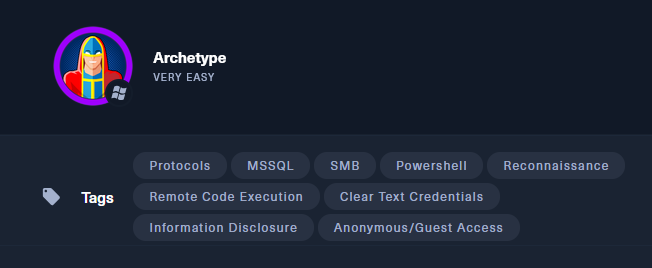 Archetype
VERY EASY
Tags
Protocols MSSQL SMB Powershell Reconnaissance
Remote Code Execution Clear Text Credentials
Information Disclosure Anonymous/Guest Access